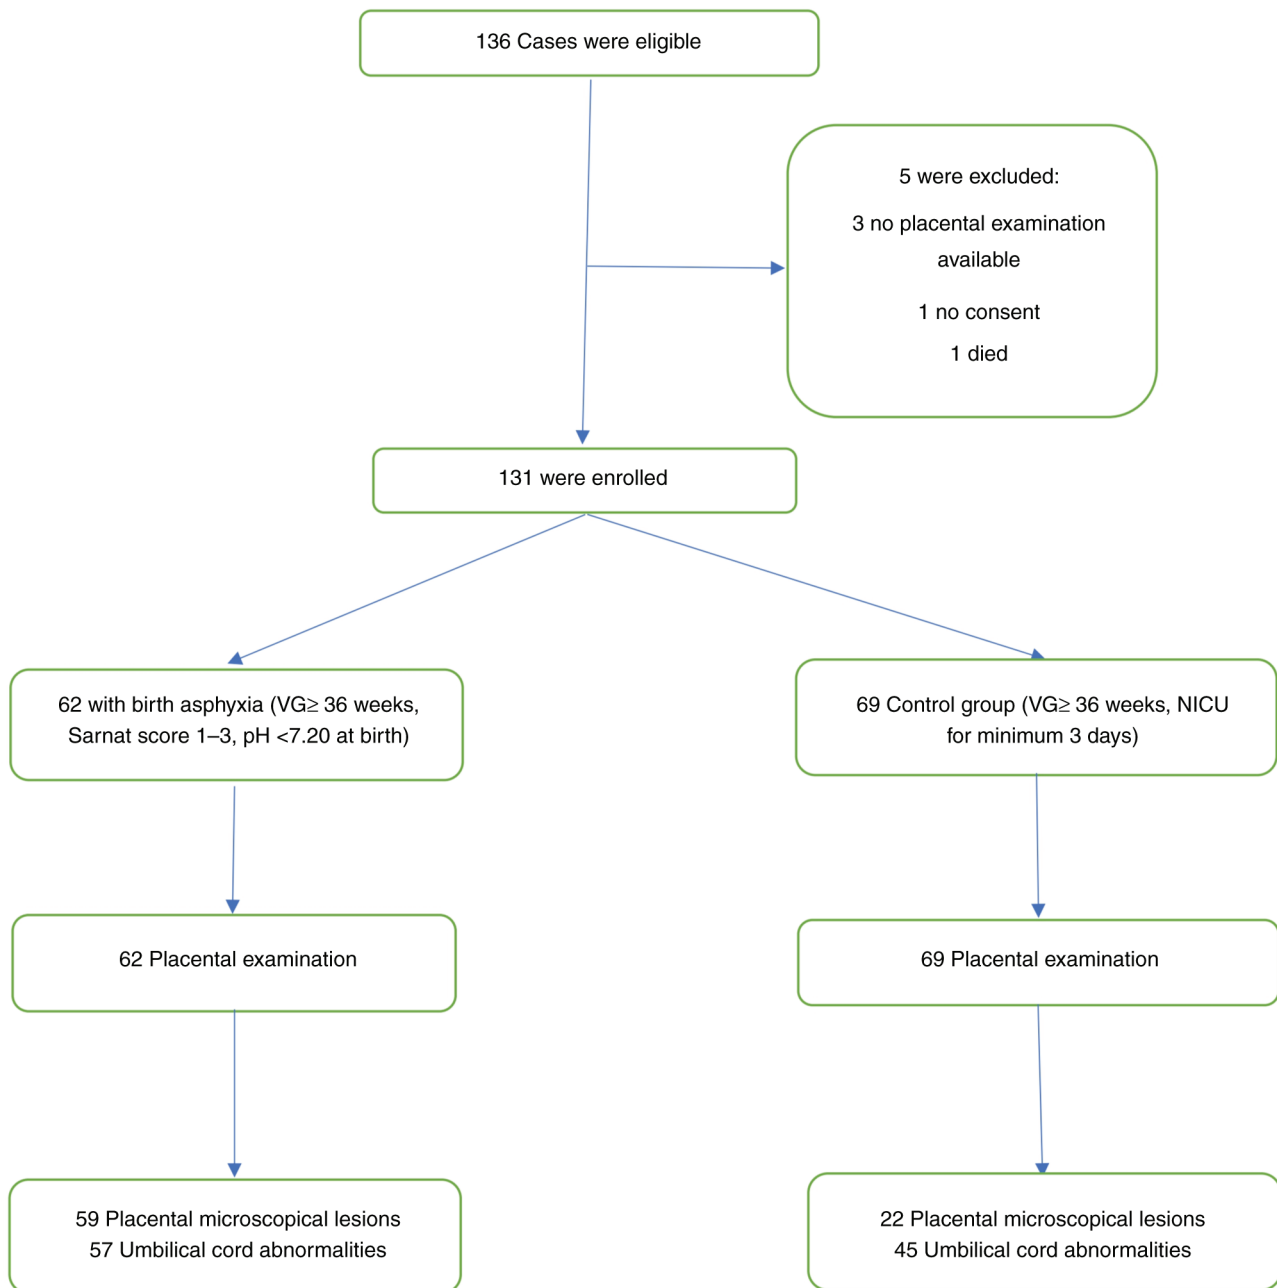 136 Cases were eligible
5 were excluded:
3 no placental examination
available
1 no consent
1 died
131 were enrolled
62 with birth asphyxia (VG≥ 36 weeks,
Sarnat score 1–3, pH <7.20 at birth)
69 Control group (VG≥ 36 weeks, NICU
for minimum 3 days)
62 Placental examination
69 Placental examination
59 Placental microscopical lesions
57 Umbilical cord abnormalities
22 Placental microscopical lesions
45 Umbilical cord abnormalities